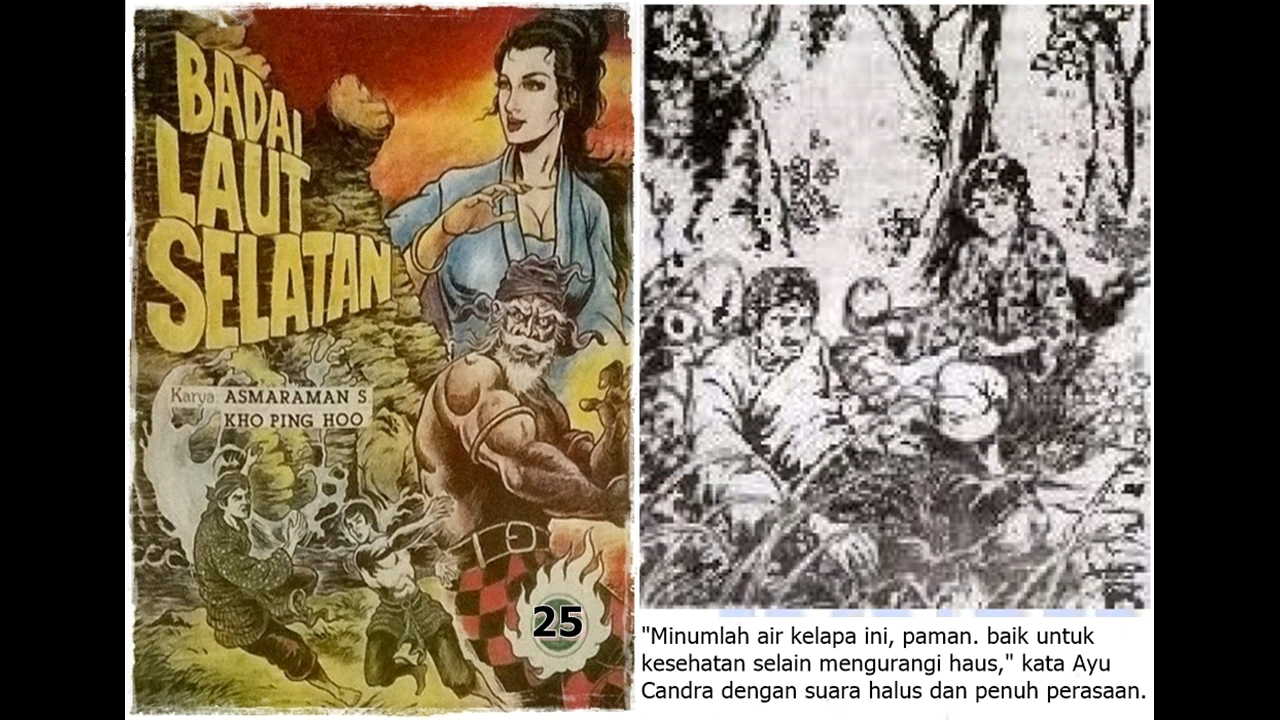 BADAI
LAUT
SELATAN
Karya: ASMARAMAN S
KHO PING HOO
25
"Minumlah air kelapa ini, paman. baik untuk
kesehatan selain mengurangi haus," kata Ayu
Candra dengan suara halus dan penuh perasaan.